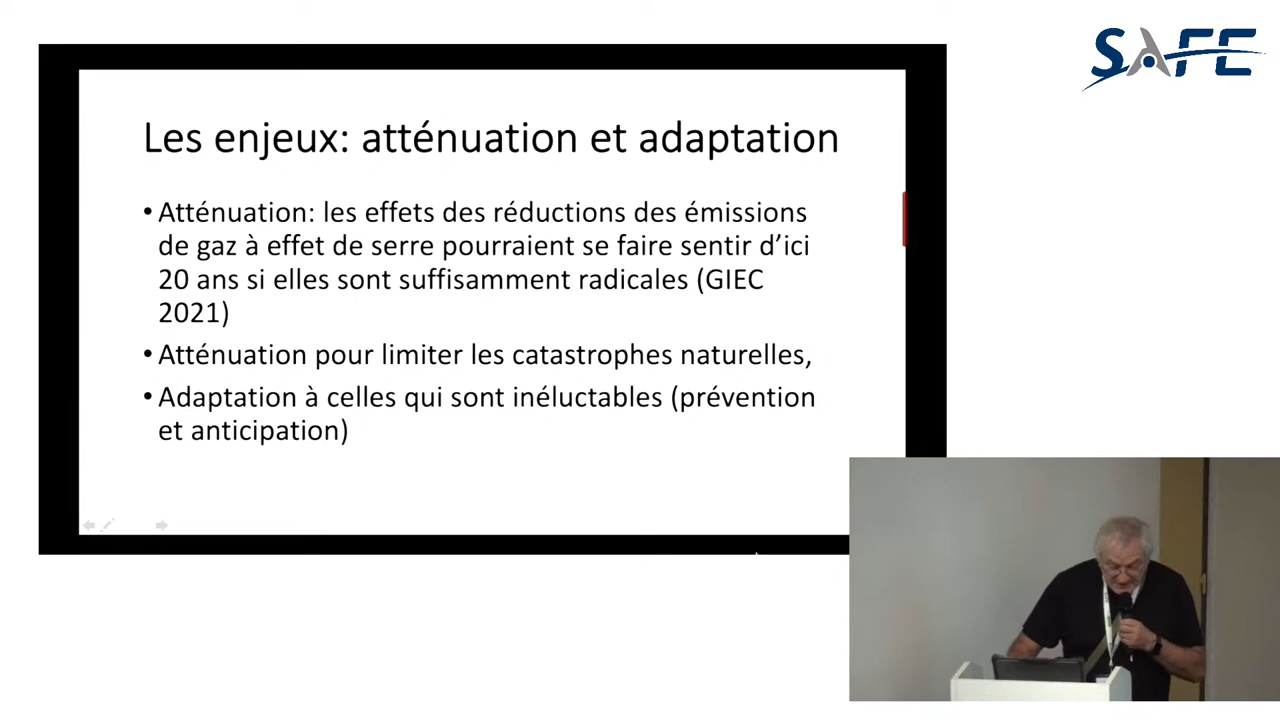 SAFE
Les enjeux: atténuation et adaptation
• Atténuation: les effets des réductions des émissions
de gaz à effet de serre pourraient se faire sentir d’ici
20 ans si elles sont suffisamment radicales (GIEC
2021)
• Atténuation pour limiter les catastrophes naturelles,
• Adaptation à celles qui sont inéluctables (prévention
et anticipation)